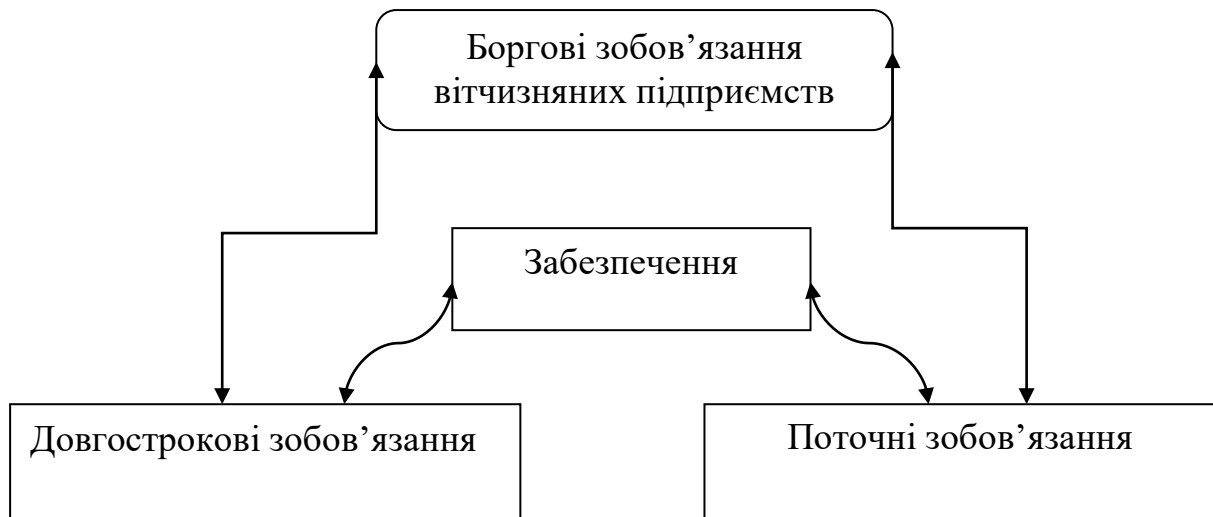 Боргові зобов’язання
вітчизняних підприємств
Забезпечення
Довгострокові зобов’язання
Поточні зобов’язання